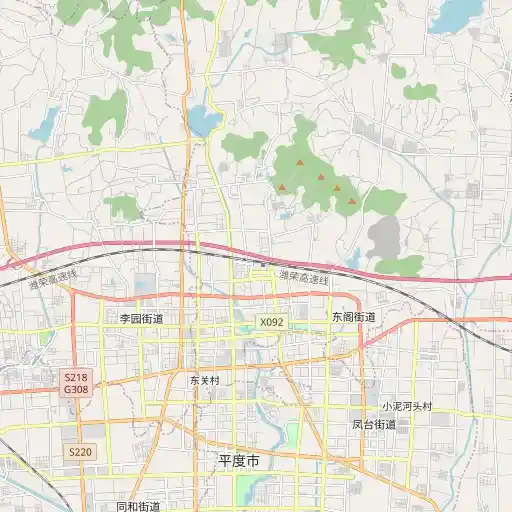 潍荣高速线
潍荣高速线
李园街道
X092
东阁街道
S218
G308
东关村
小泥河头村
凤台街道
S220
平度市
同和街道